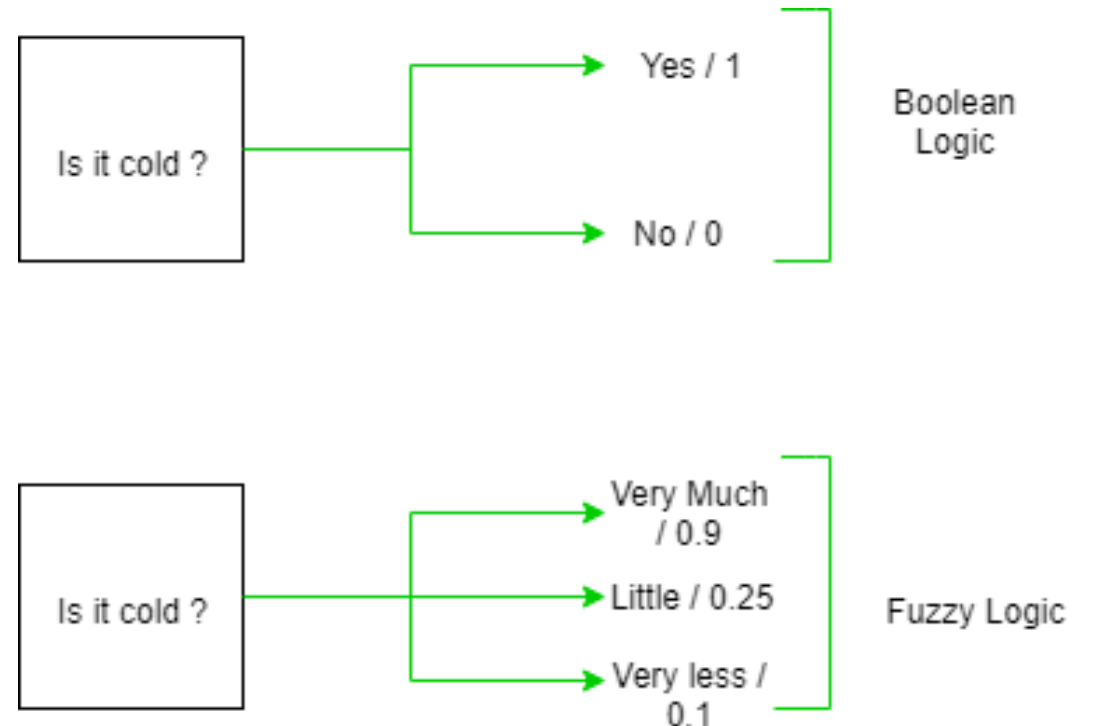 Yes / 1
Boolean
Logic
Is it cold ?
No / 0
Very Much
/ 0.9
Is it cold ?
Little / 0.25
Fuzzy Logic
Very less /
0.1